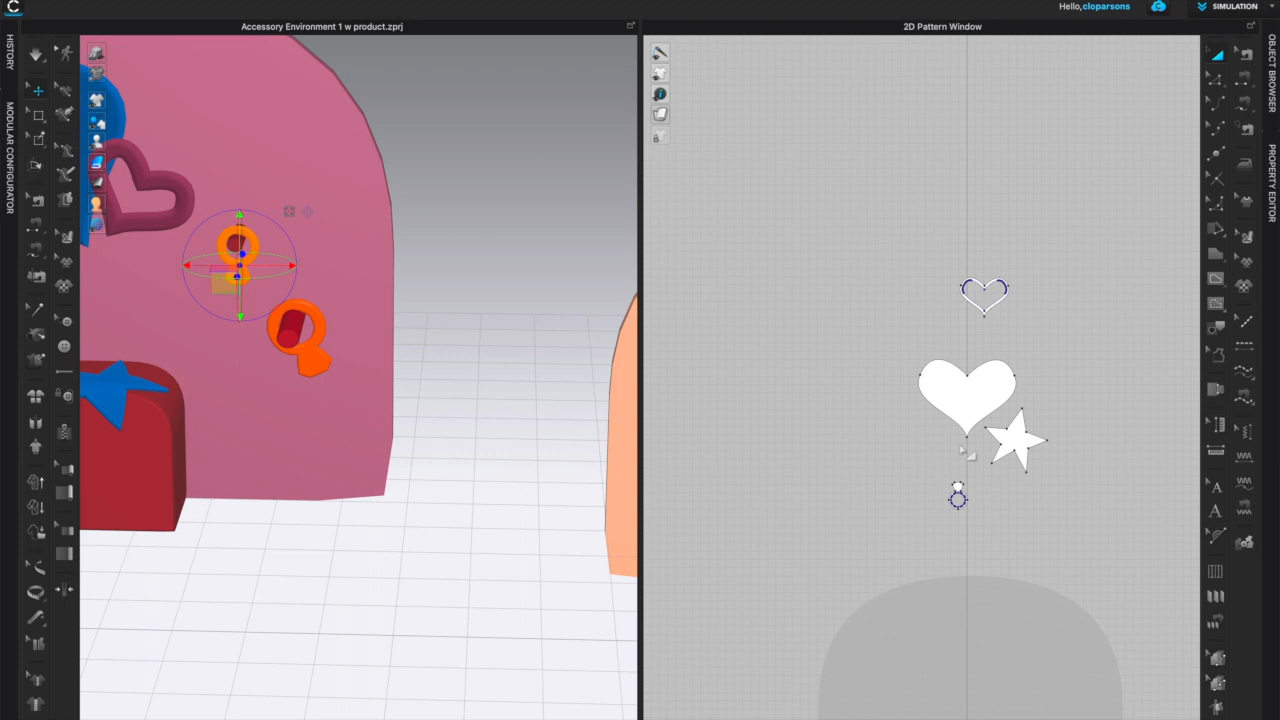 Hello, cloparsons
SIMULATION
Accessory Environment 1 w product.zprj
2D Pattern Window
HISTORY
MODULAR CONFIGURATOR
OBJECT BROWSER
PROPERTY EDITOR
A
A